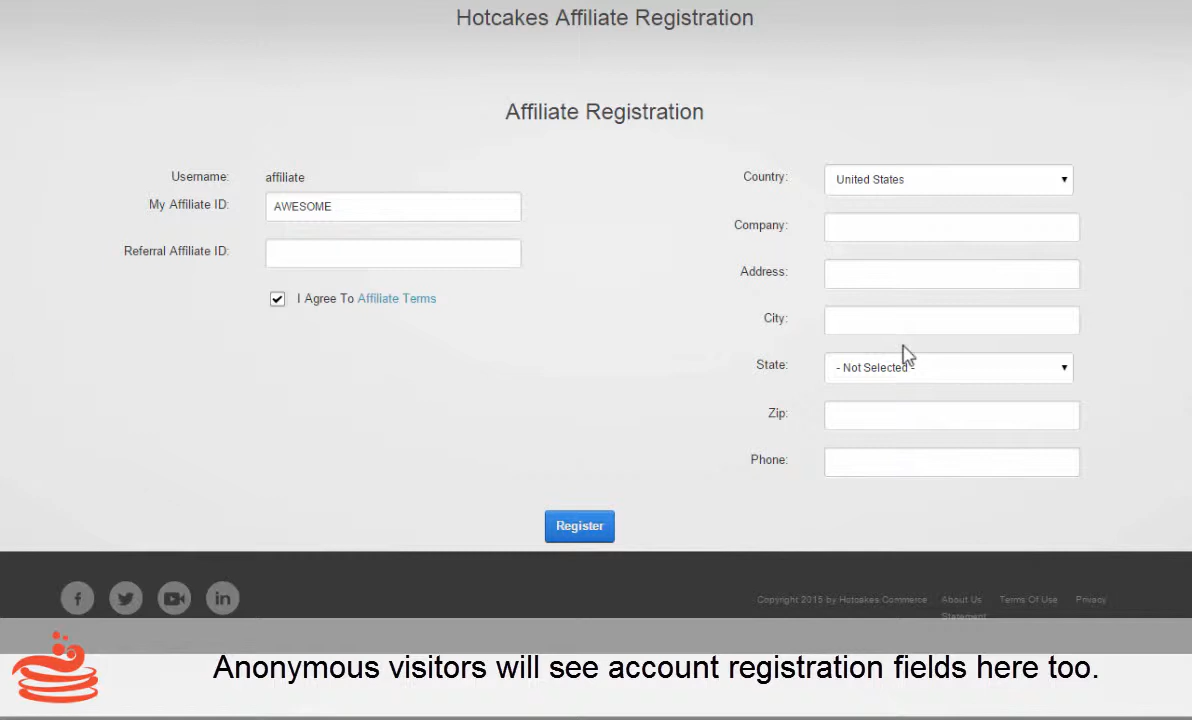 Hotcakes Affiliate Registration
Affiliate Registration
Username: affiliate
My Affiliate ID: AWESOME
Referral Affiliate ID:
I Agree To Affiliate Terms
Country: United States
Company:
Address:
City:
State: - Not Selected -
Zip:
Phone:
Register
Copyright 2015 by Hotcakes Commerce About Us Terms Of Use Privacy
Statement
Anonymous visitors will see account registration fields here too.